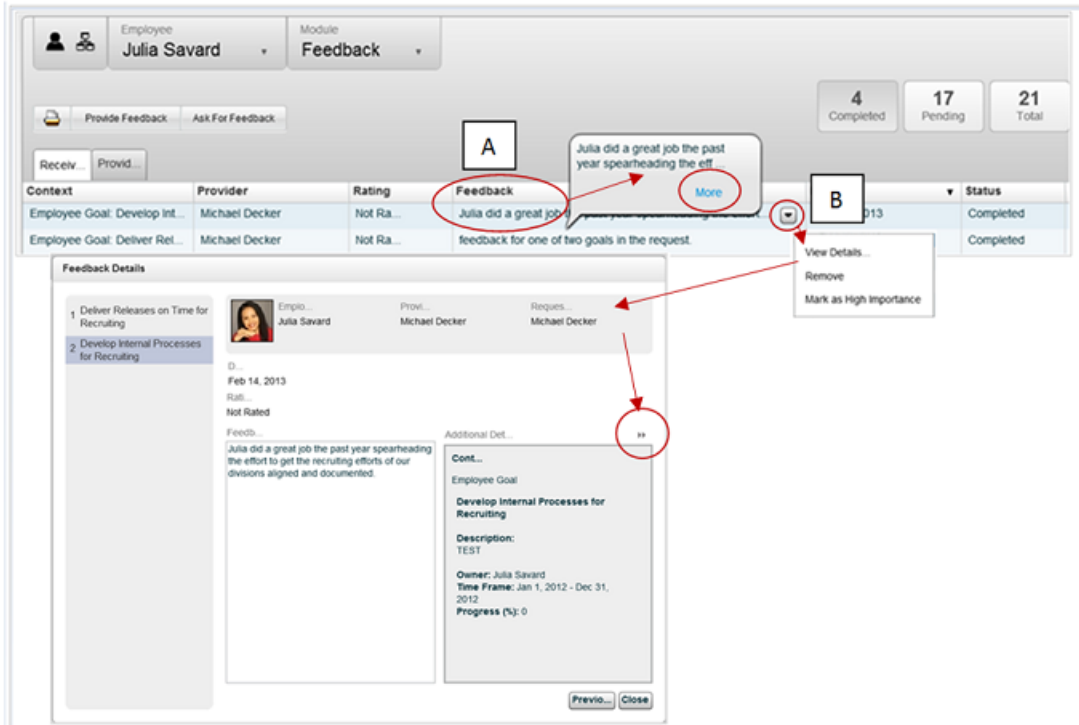 Employee
Julia Savard
Module
Feedback
4
Completed
17
Pending
21
Total
Provide Feedback
Ask For Feedback
A
Julia did a great job the past
year spearheading the eff ...
More
Receiv...
Provid...
Context
Provider
Rating
Feedback
Status
B
Employee Goal: Develop Int...
Michael Decker
Not Ra...
Julia did a great job
2013
Completed
Employee Goal: Deliver Rel...
Michael Decker
Not Ra...
feedback for one of two goals in the request.
Completed
View Details...
Remove
Mark as High Importance
Feedback Details
1 Deliver Releases on Time for
Recruiting
2 Develop Internal Processes
for Recruiting
Emplo...
Julia Savard
Provi...
Michael Decker
Reques...
Michael Decker
D...
Feb 14, 2013
Rati...
Not Rated
Feedb...
Julia did a great job the past year spearheading
the effort to get the recruiting efforts of our
divisions aligned and documented.
Additional Det...
Cont...
Employee Goal
Develop Internal Processes for
Recruiting
Description:
TEST
Owner: Julia Savard
Time Frame: Jan 1, 2012 - Dec 31,
2012
Progress (%): 0
Previo...
Close